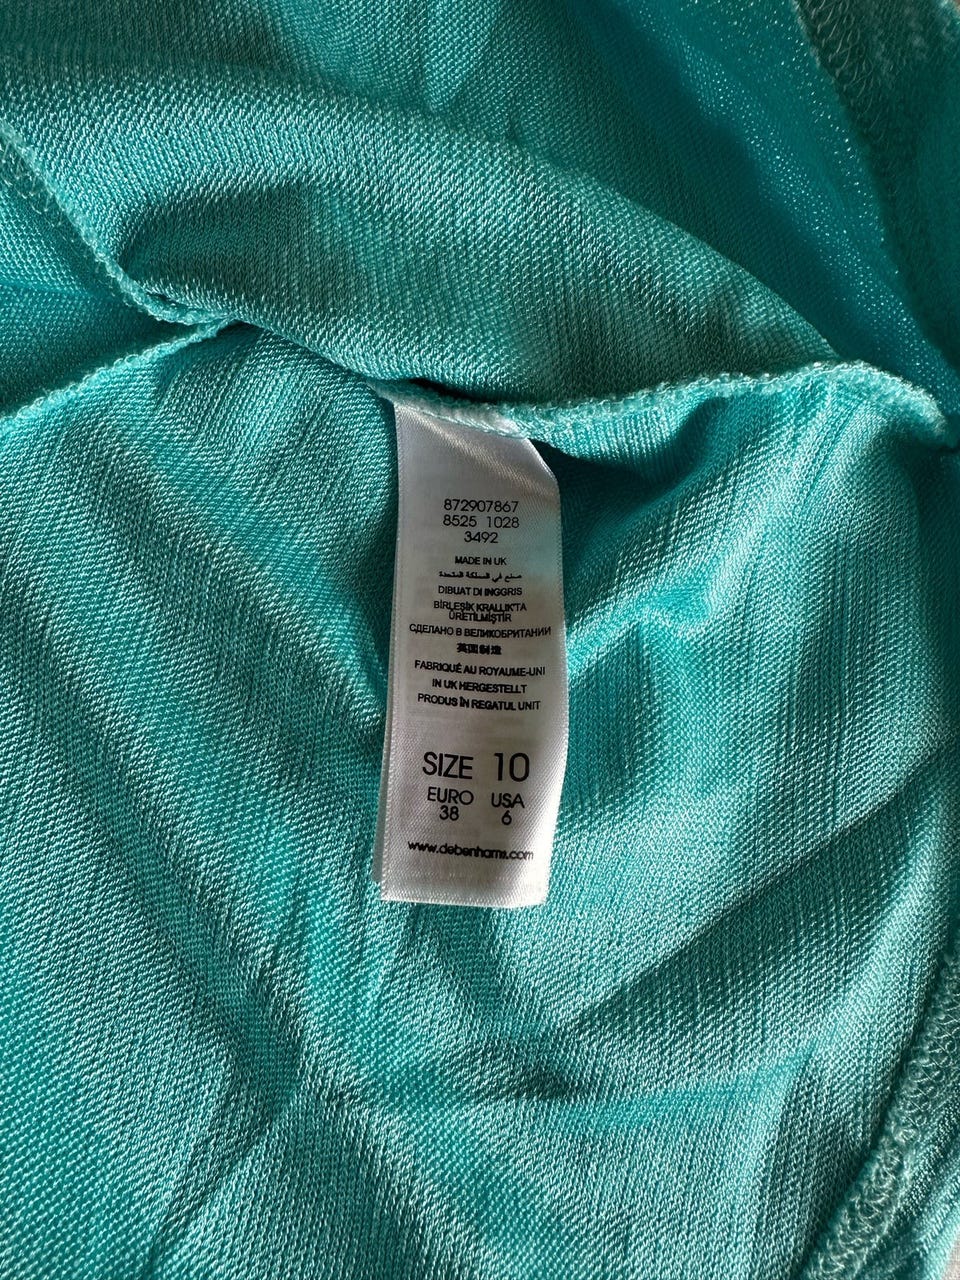 872907867
8525 1028
3492
MADE IN UK
صنع في المملكة المتحدة
DIBUAT DI INGGRIS
BİRLEŞİK KRALLIK'TA
ÜRETİLMİŞTİR
СДЕЛАНО В ВЕЛИКОБРИТАНИИ
英国制造
FABRIQUÉ AU ROYAUME-UNI
IN UK HERGESTELLT
PRODUS ÎN REGATUL UNIT
SIZE 10
EURO USA
38 6
www.debenhams.com